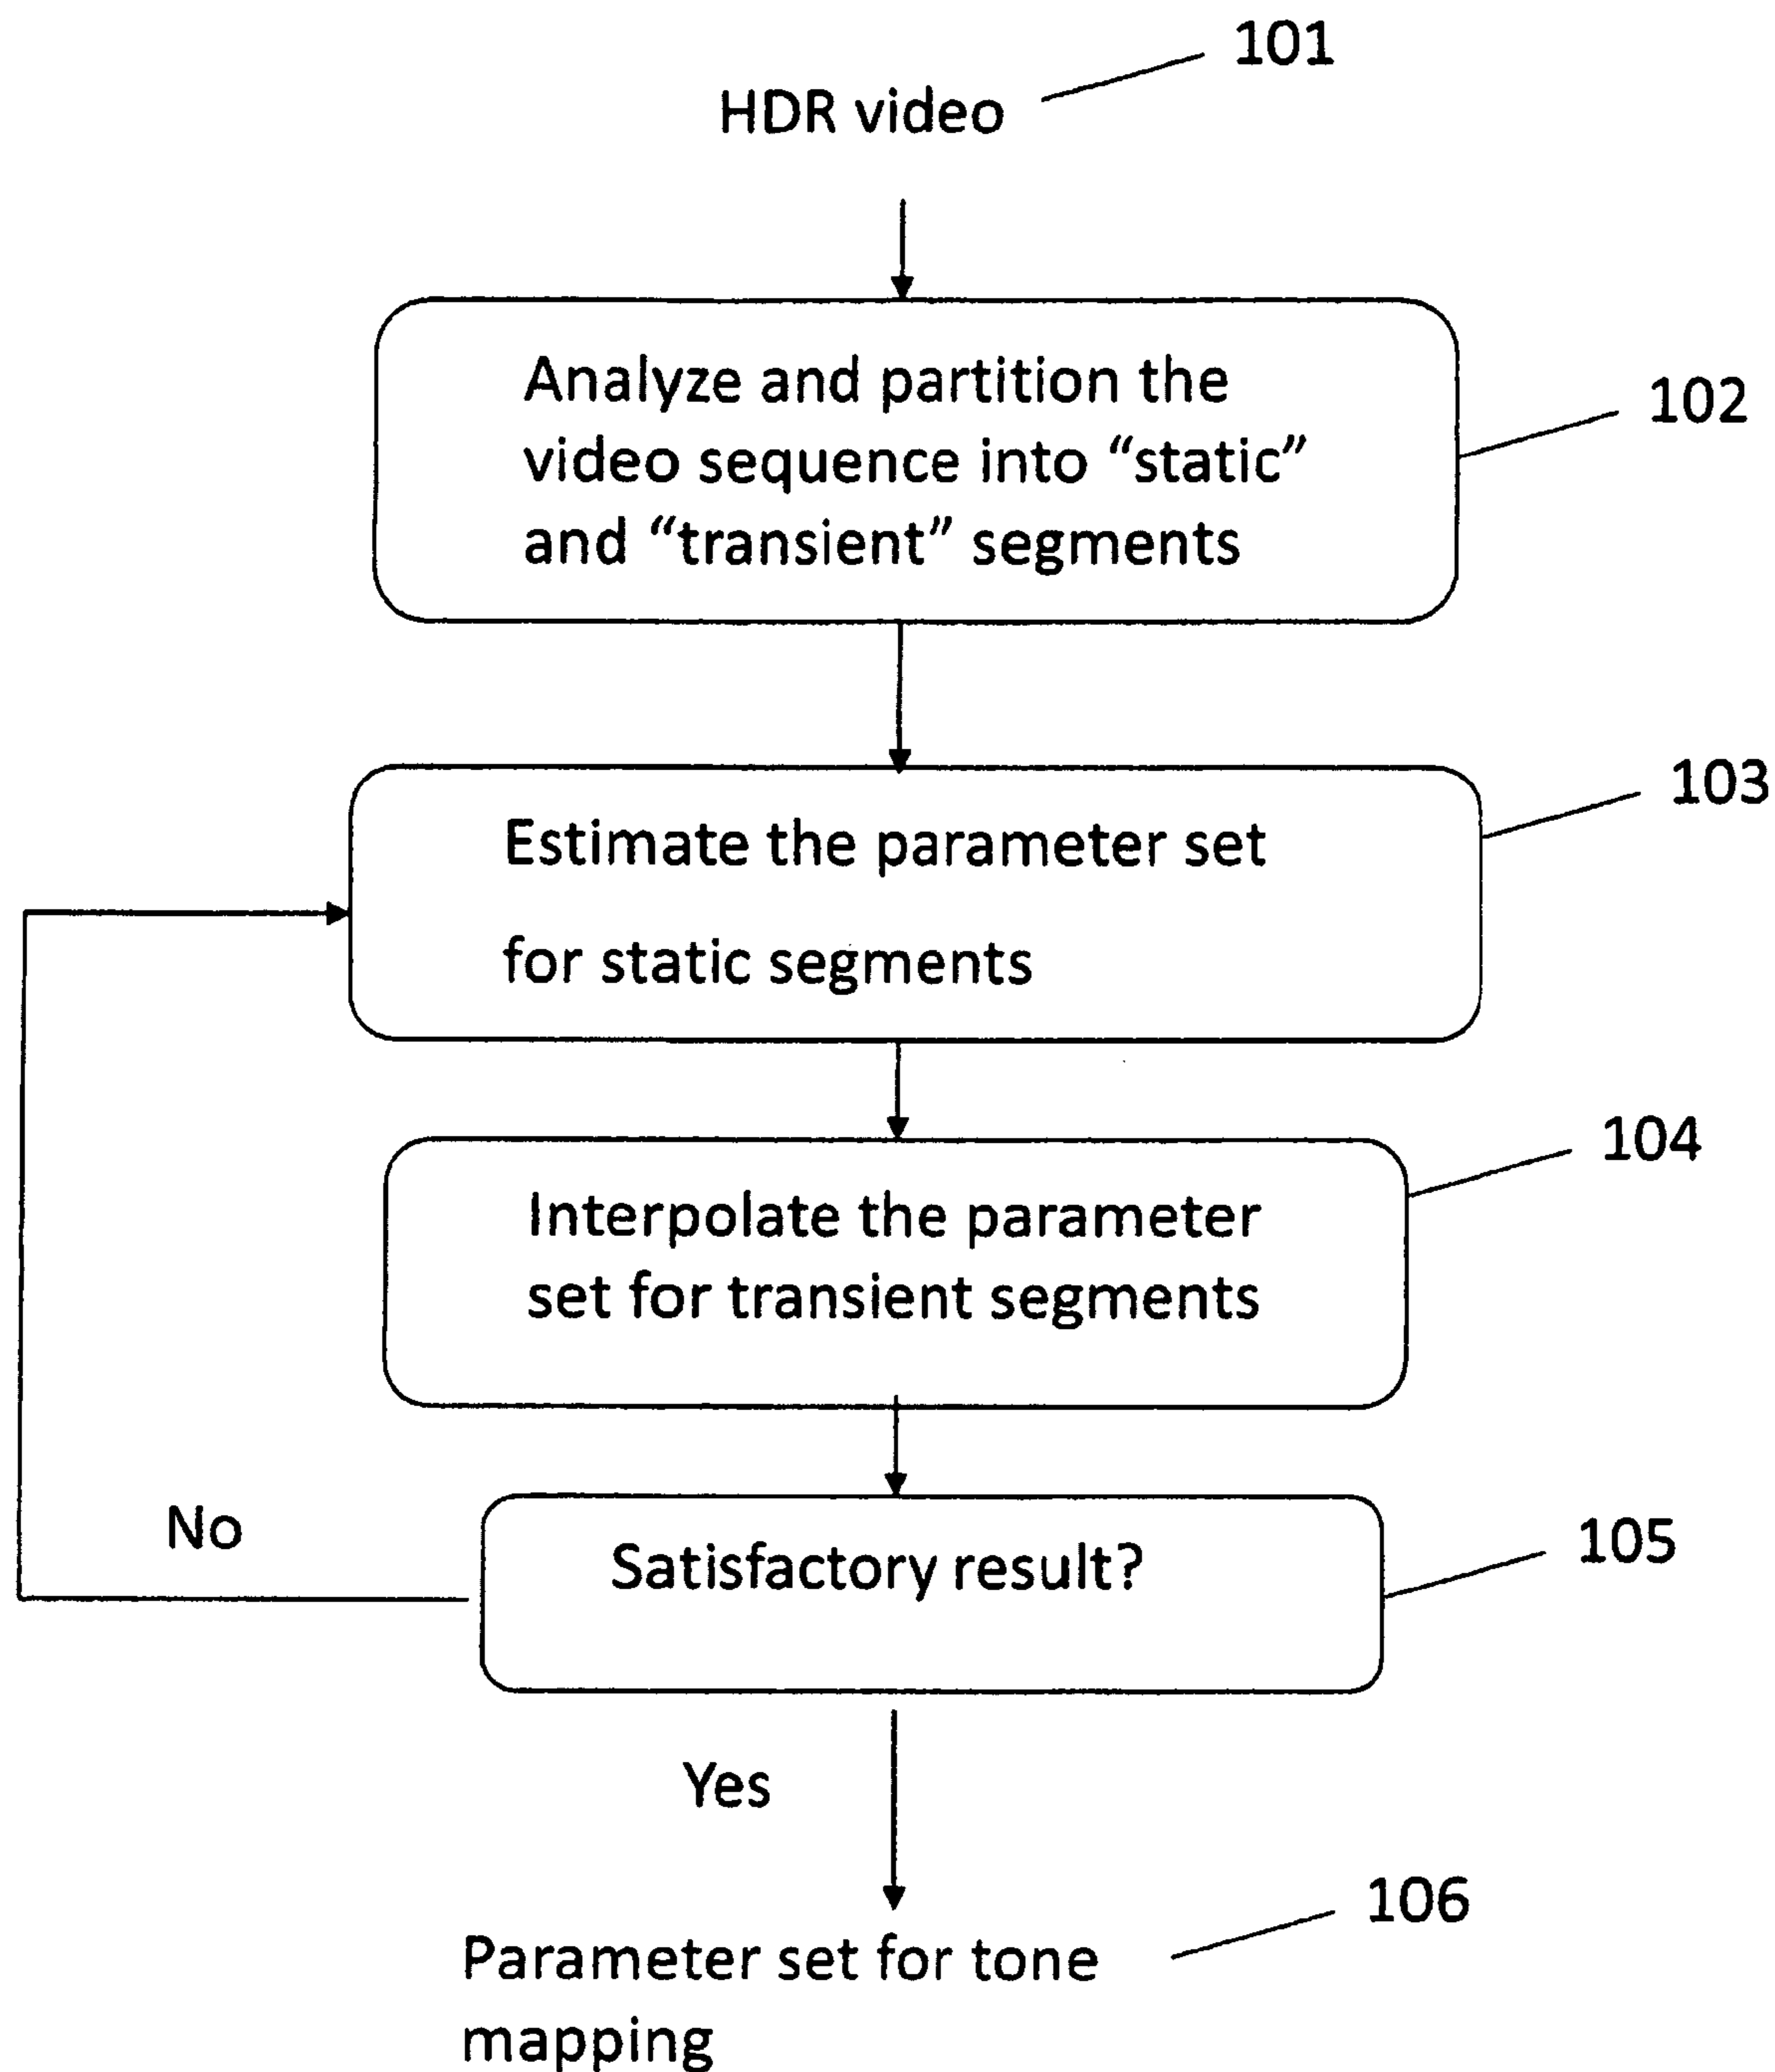 101
HDR video
Analyze and partition the
video sequence into “static”
and “transient” segments
102
103
Estimate the parameter set
for static segments
104
Interpolate the parameter
set for transient segments
No
Satisfactory result?
105
Yes
106
Parameter set for tone
mapping